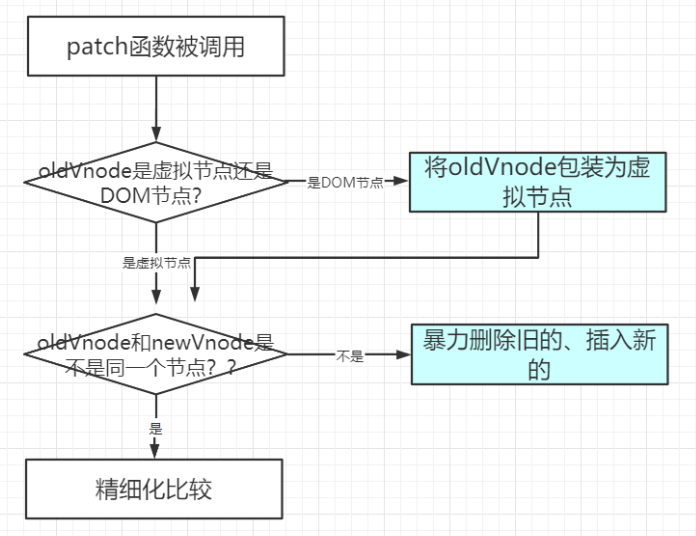 patch函数被调用
oldVnode是虚拟节点还是
DOM节点?
是DOM节点
将oldVnode包装为虚
拟节点
是虚拟节点
oldVnode和newVnode是
不是同一个节点？?
不是
暴力删除旧的、插入新
的
是
精细化比较